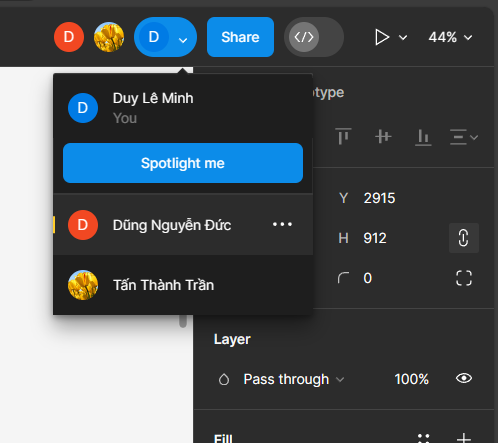 D
D
Share
44%
D
Duy Lê Minh
You
Spotlight me
D
Dũng Nguyễn Đức
Tấn Thành Trần
otype
Y 2915
H 912
0
Layer
Pass through 100%
Fill